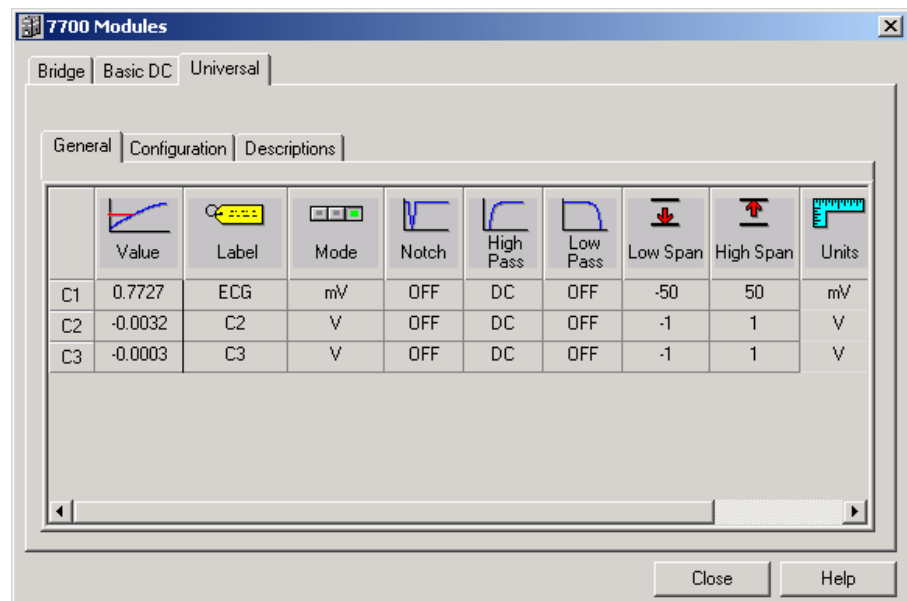 7700 Modules
Bridge Basic DC Universal
General Configuration Descriptions
Value Label Mode Notch High Pass Low Pass Low Span High Span Units
C1 0.7727 ECG mV OFF DC OFF -50 50 mV
C2 -0.0032 C2 V OFF DC OFF -1 1 V
C3 -0.0003 C3 V OFF DC OFF -1 1 V
Close Help